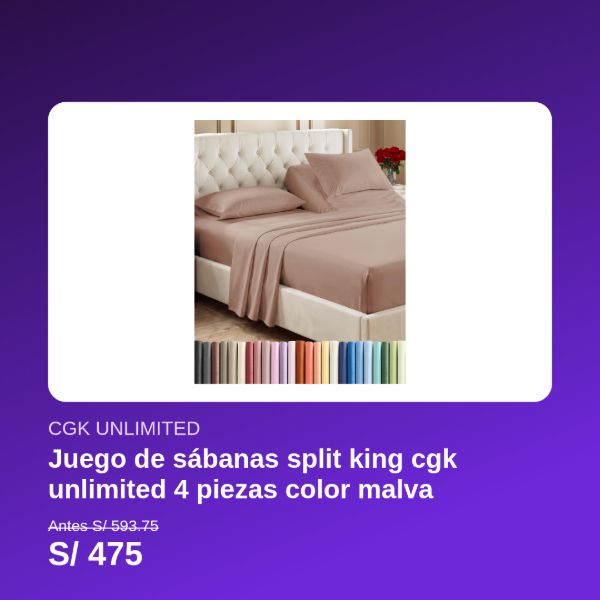 CGK UNLIMITED
Juego de sábanas split king cgk
unlimited 4 piezas color malva
Antes S/ 593.75
S/ 475